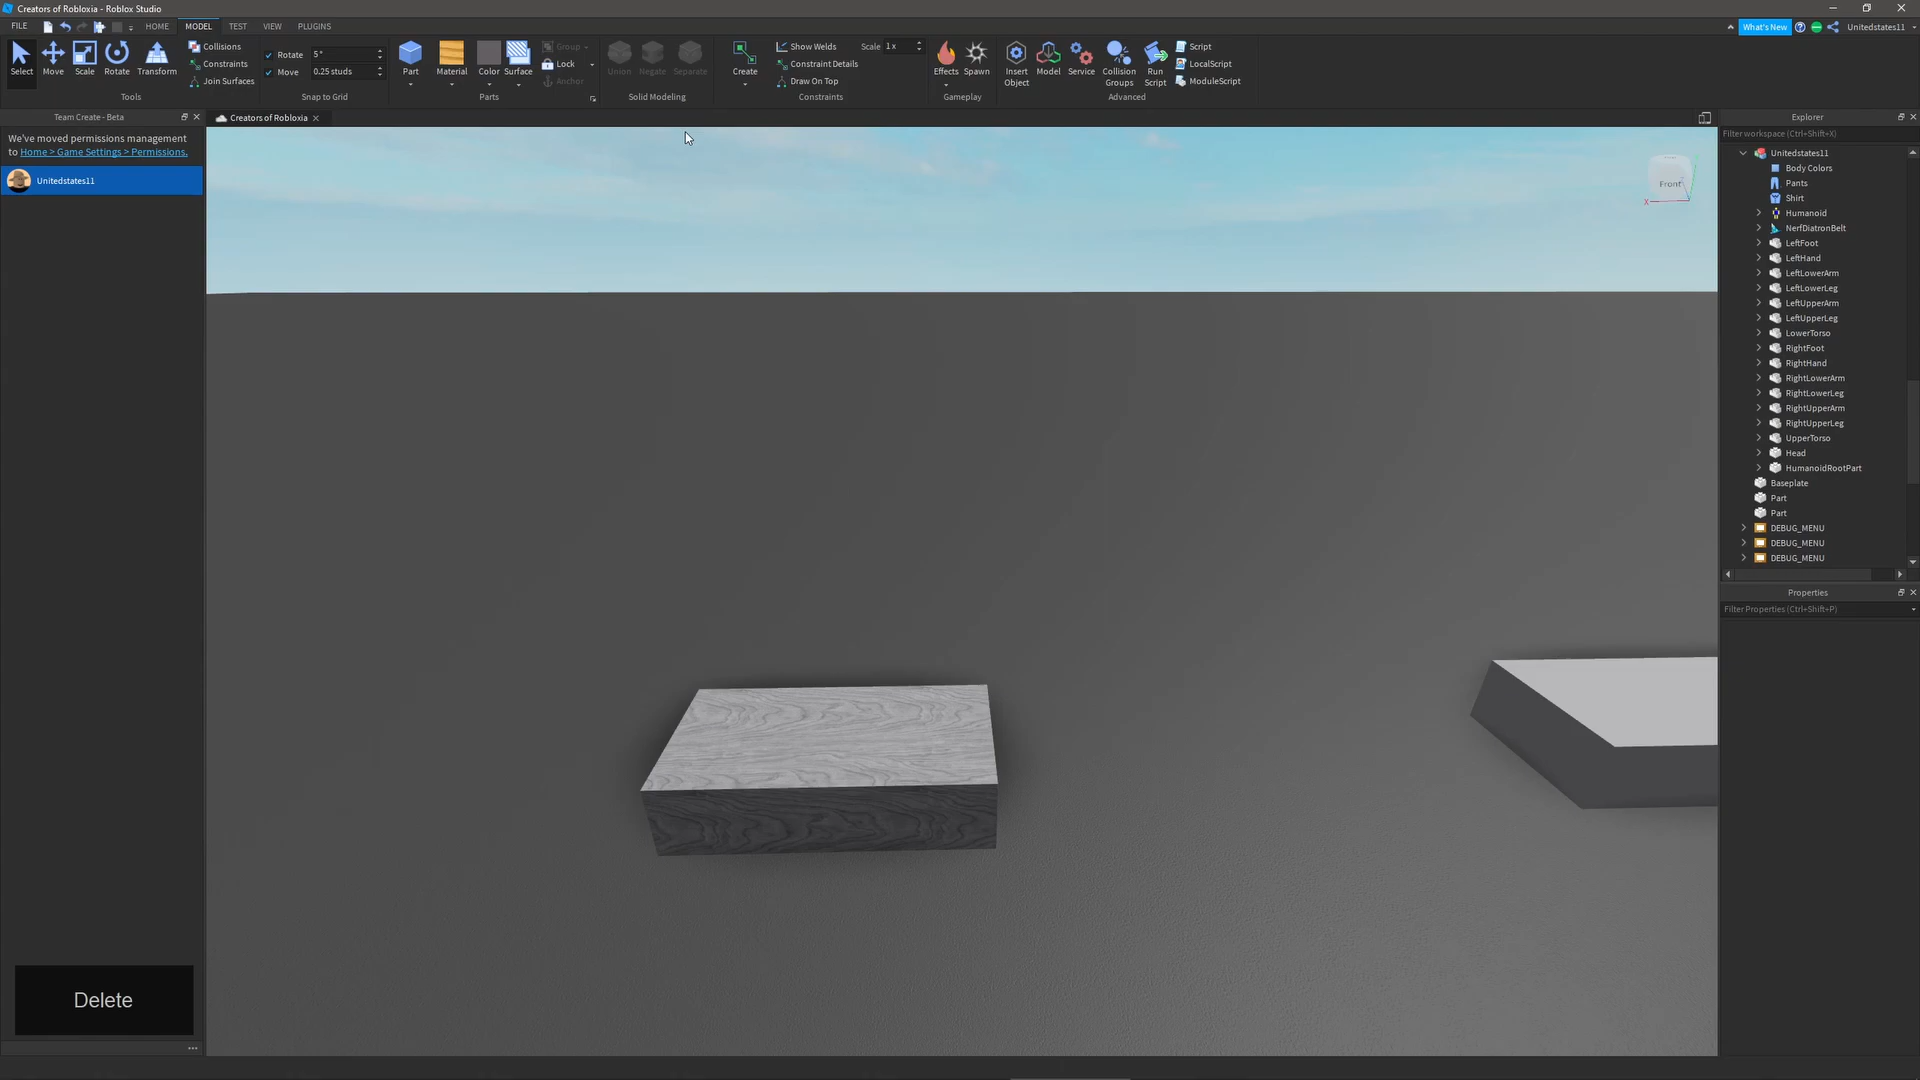 Creators of Robloxia - Roblox Studio
FILE HOME MODEL TEST VIEW PLUGINS What's New Unitedstates11
Select Move Scale Rotate Transform
Collisions
Constraints
Join Surfaces
Tools
Rotate 5°
Move 0.25 studs
Snap to Grid
Part Material Color Surface
Group
Lock
Anchor
Parts
Union Negate Separate
Solid Modeling
Create
Show Welds Scale 1 x
Constraint Details
Draw On Top
Constraints
Effects Spawn
Gameplay
Insert
Object
Model
Service
Collision
Groups
Run
Script
Script
LocalScript
ModuleScript
Advanced
Team Create - Beta
We've moved permissions management
to Home > Game Settings > Permissions.
Unitedstates11
Delete
Creators of Robloxia
Front
X
Explorer
Filter workspace (Ctrl+Shift+X)
Unitedstates11
Body Colors
Pants
Shirt
Humanoid
NerfDiatronBelt
LeftFoot
LeftHand
LeftLowerArm
LeftLowerLeg
LeftUpperArm
LeftUpperLeg
LowerTorso
RightFoot
RightHand
RightLowerArm
RightLowerLeg
RightUpperArm
RightUpperLeg
UpperTorso
Head
HumanoidRootPart
Baseplate
Part
Part
DEBUG_MENU
DEBUG_MENU
DEBUG_MENU
Properties
Filter Properties (Ctrl+Shift+P)